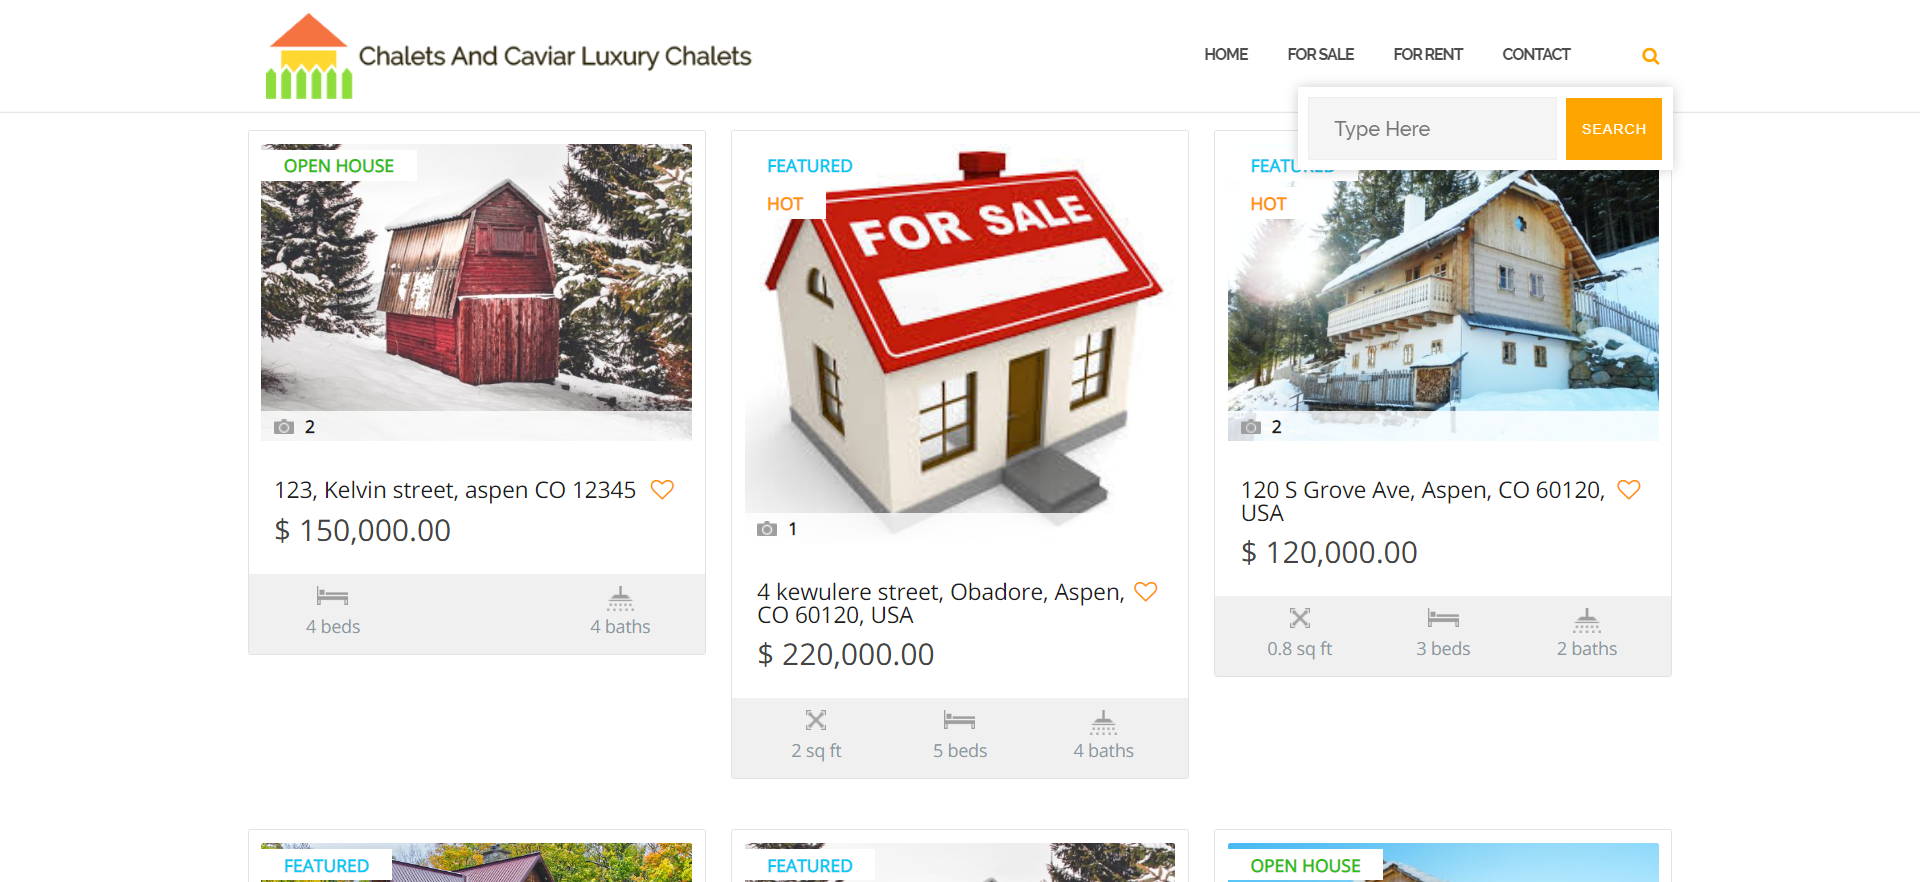 Chalets And Caviar Luxury Chalets
HOME FOR SALE FOR RENT CONTACT
Type Here
SEARCH
OPEN HOUSE
2
123, Kelvin street, aspen CO 12345
$ 150,000.00
4 beds
4 baths
FEATURED
HOT
FOR SALE
1
4 kewulere street, Obadore, Aspen,
CO 60120, USA
$ 220,000.00
2 sq ft
5 beds
4 baths
HOT
2
120 S Grove Ave, Aspen, CO 60120,
USA
$ 120,000.00
0.8 sq ft
3 beds
2 baths
FEATURED
FEATURED
OPEN HOUSE